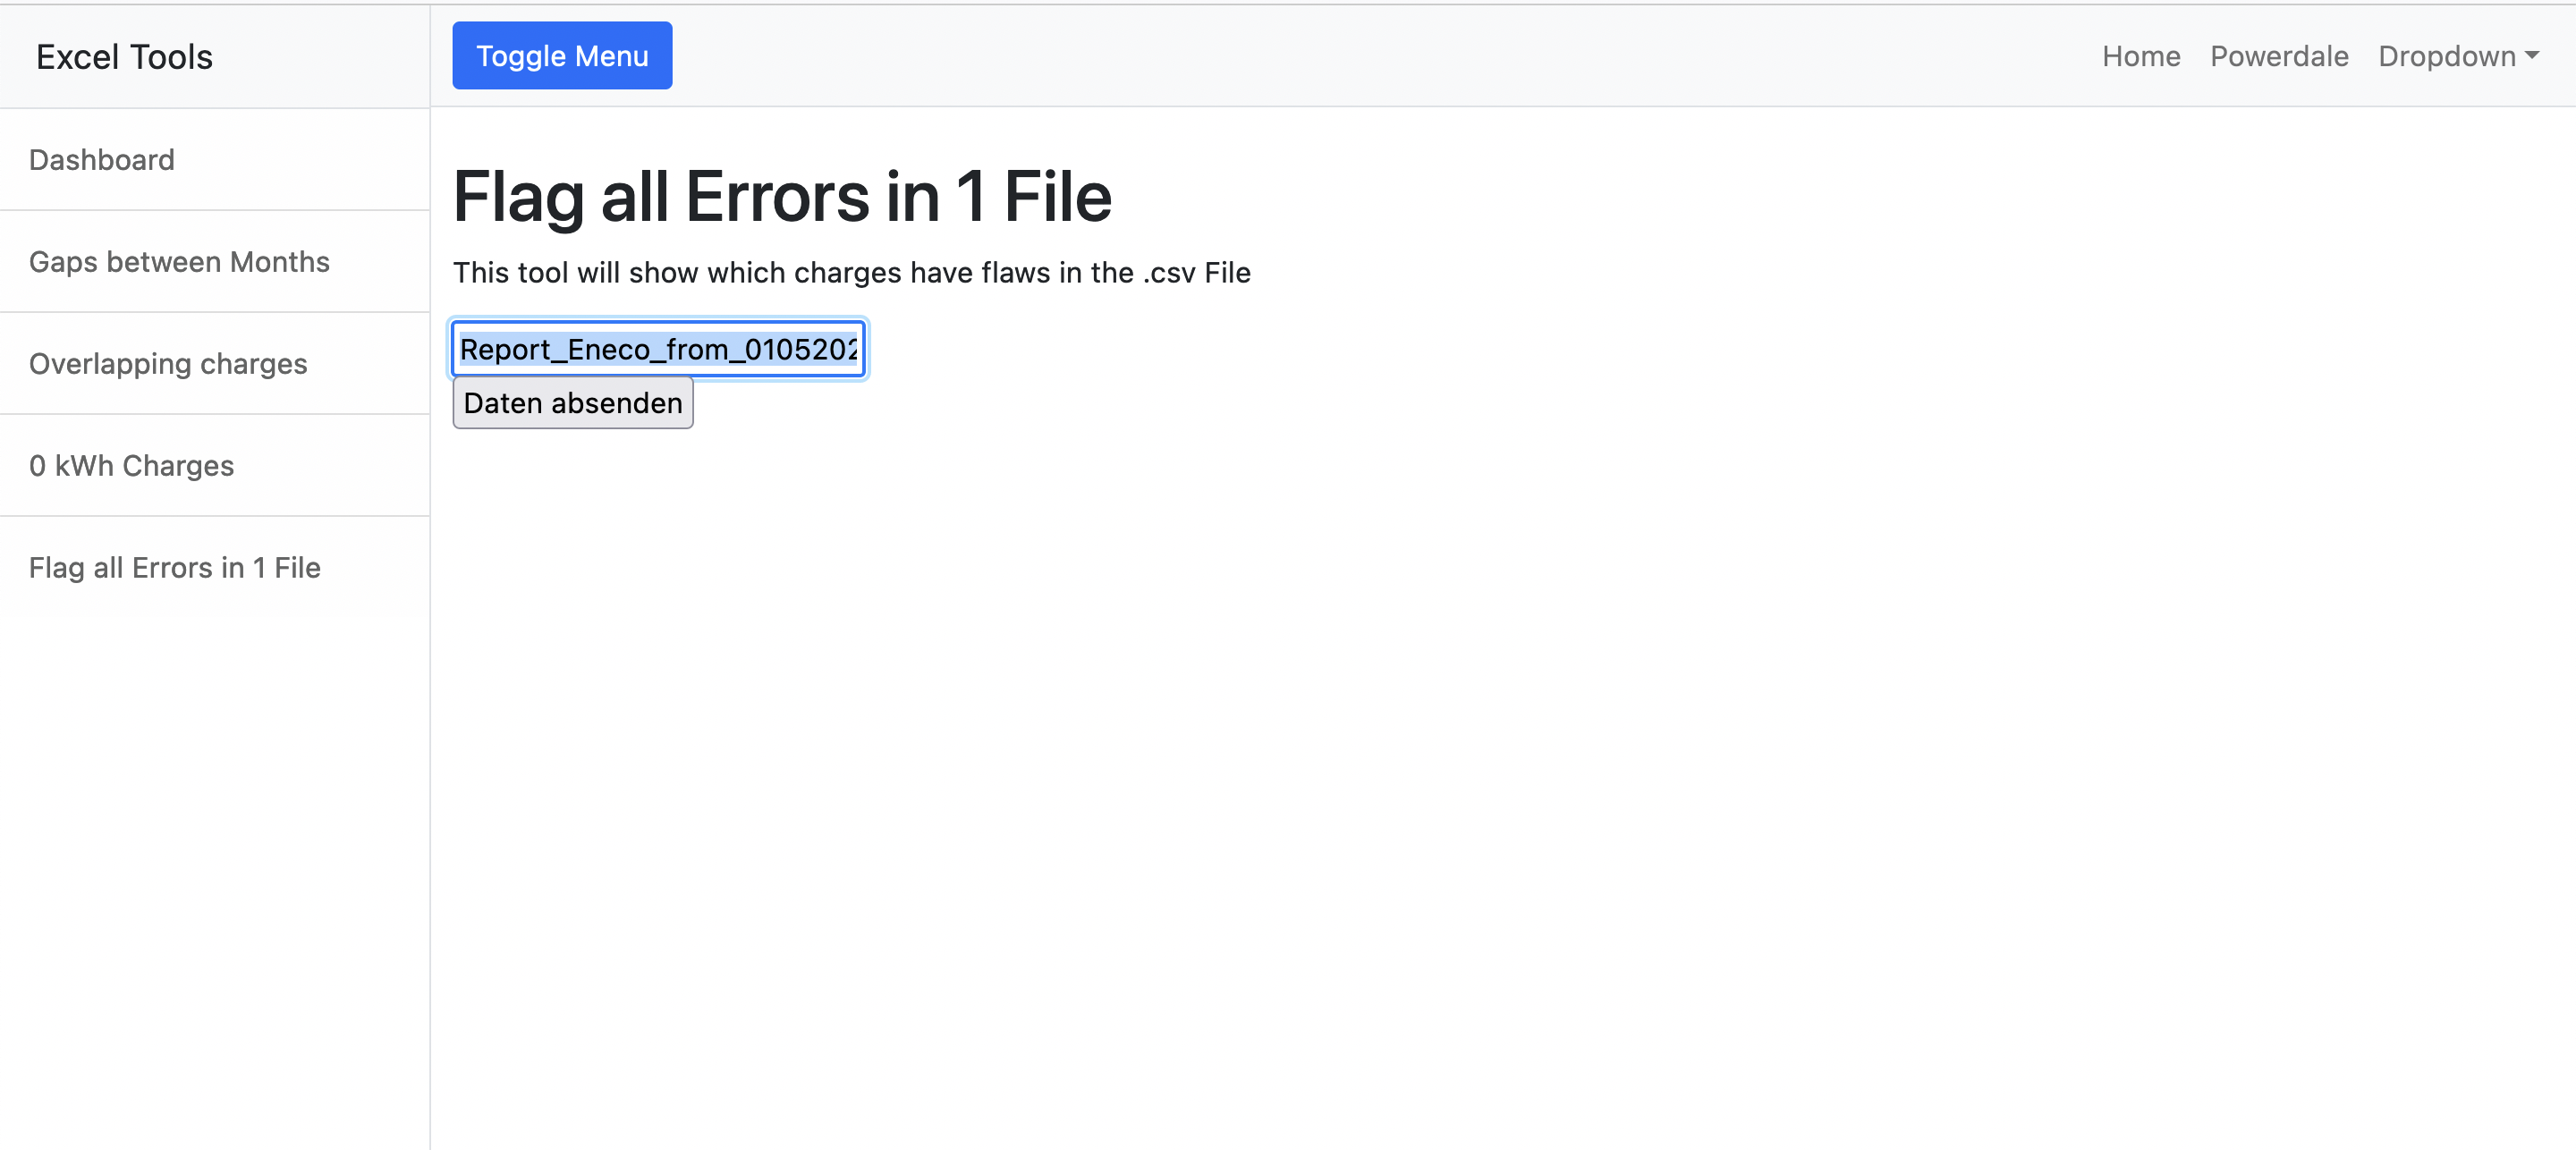 Excel Tools
Toggle Menu
Home Powerdale Dropdown
Dashboard
Gaps between Months
Overlapping charges
0 kWh Charges
Flag all Errors in 1 File
Flag all Errors in 1 File
This tool will show which charges have flaws in the .csv File
Report_Eneco_from_0105202
Daten absenden